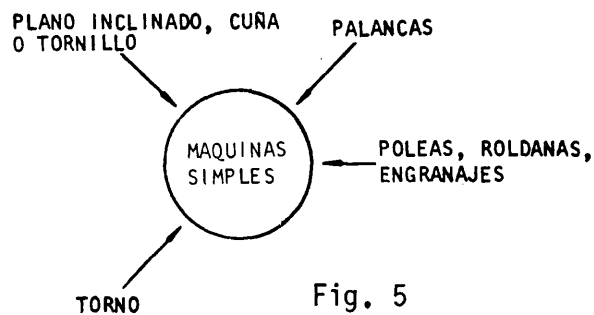 PLANO INCLINADO, CUÑA
O TORNILLO
PALANCAS
MAQUINAS
SIMPLES
POLEAS, ROLDANAS,
ENGRANAJES
TORNO
Fig. 5